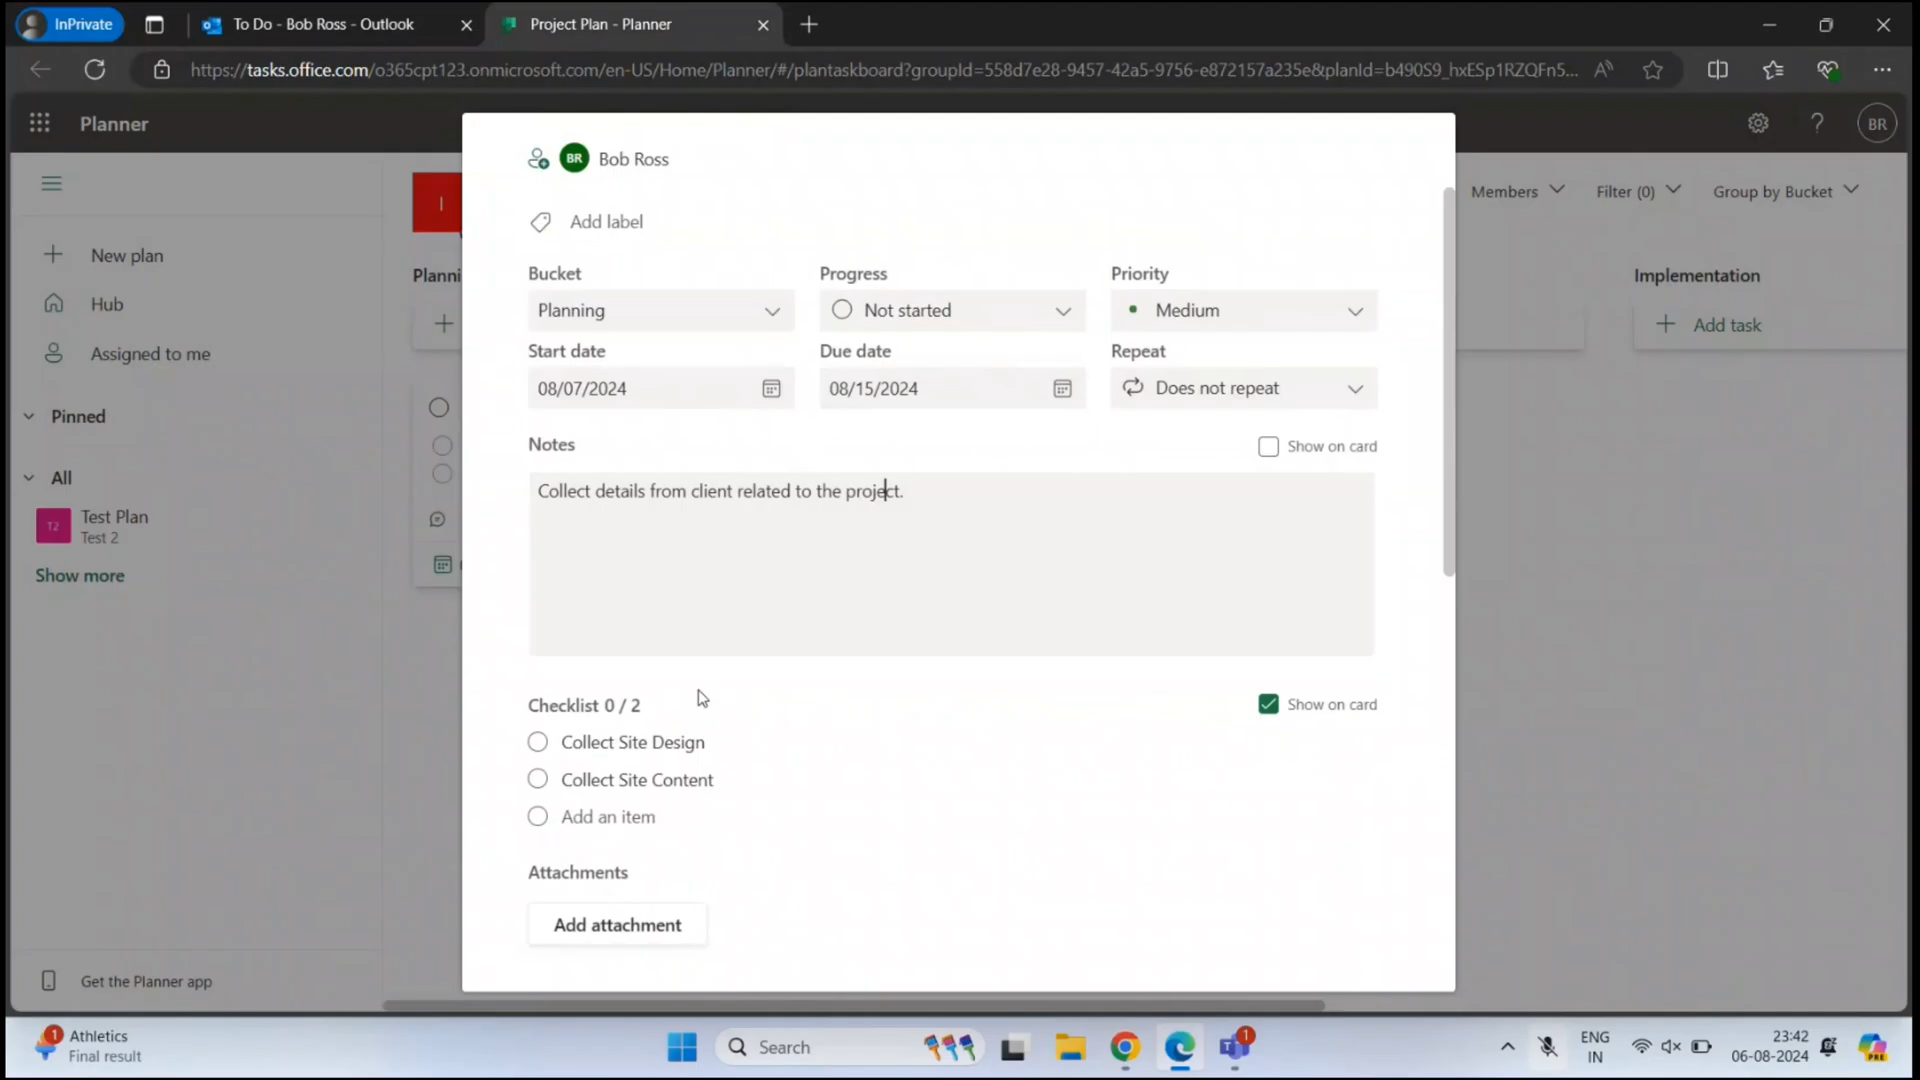 InPrivate
To Do - Bob Ross - Outlook
Project Plan - Planner
https://tasks.office.com/o365cpt123.onmicrosoft.com/en-US/Home/Planner/#/plantaskboard?groupId=558d7e28-9457-42a5-9756-e872157a235e&planId=b490S9_hxESp1RZQFn5...
Planner
BR
New plan
Hub
Assigned to me
Pinned
All
T2
Test Plan
Test 2
Show more
Get the Planner app
I
Planni
Members
Filter (0)
Group by Bucket
Implementation
Add task
BR
Bob Ross
Add label
Bucket
Progress
Priority
Planning
Not started
Medium
Start date
Due date
Repeat
08/07/2024
08/15/2024
Does not repeat
Notes
Show on card
Collect details from client related to the project.
Checklist 0 / 2
Show on card
Collect Site Design
Collect Site Content
Add an item
Attachments
Add attachment
1
Athletics
Final result
Search
1
ENG
IN
23:42
06-08-2024
PRE